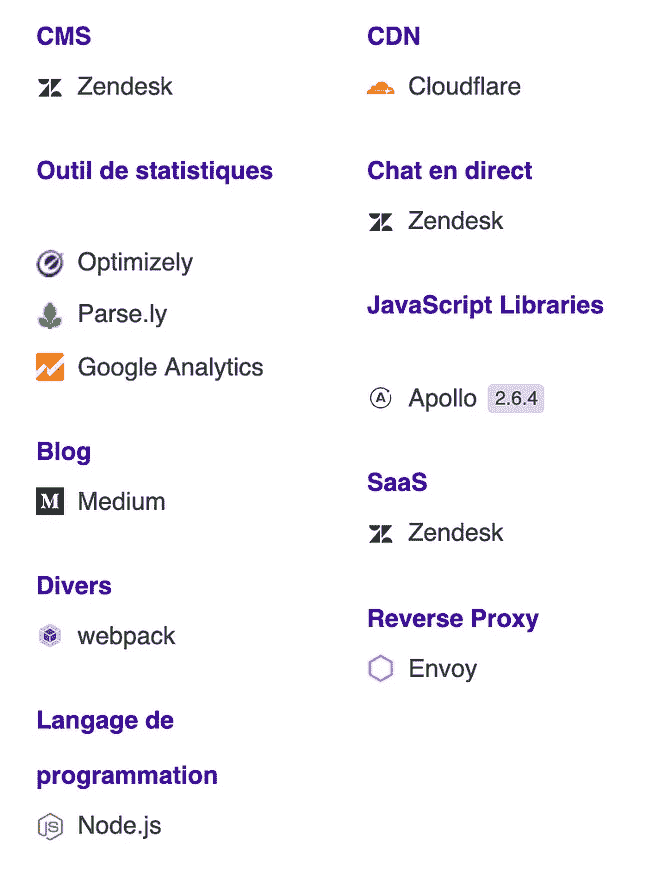 CMS
Zendesk
Outil de statistiques
Optimizely
Parse.ly
Google Analytics
Blog
M Medium
Divers
webpack
Langage de
programmation
JS Node.js
CDN
Cloudflare
Chat en direct
Zendesk
JavaScript Libraries
A Apollo 2.6.4
SaaS
Zendesk
Reverse Proxy
Envoy